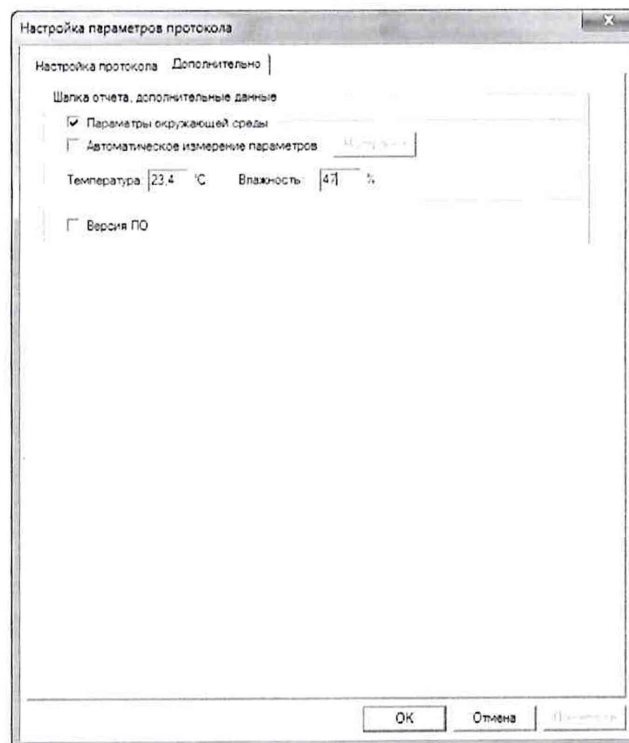 Настройка параметров протокола
x
Настройка протокола Дополнительно
Шапка отчета, дополнительные данные
Параметры окружающей среды
Автоматическое измерение параметров
Температура: 23,4 °C Влажность: 47 %
Версия ПО
OK Отмена